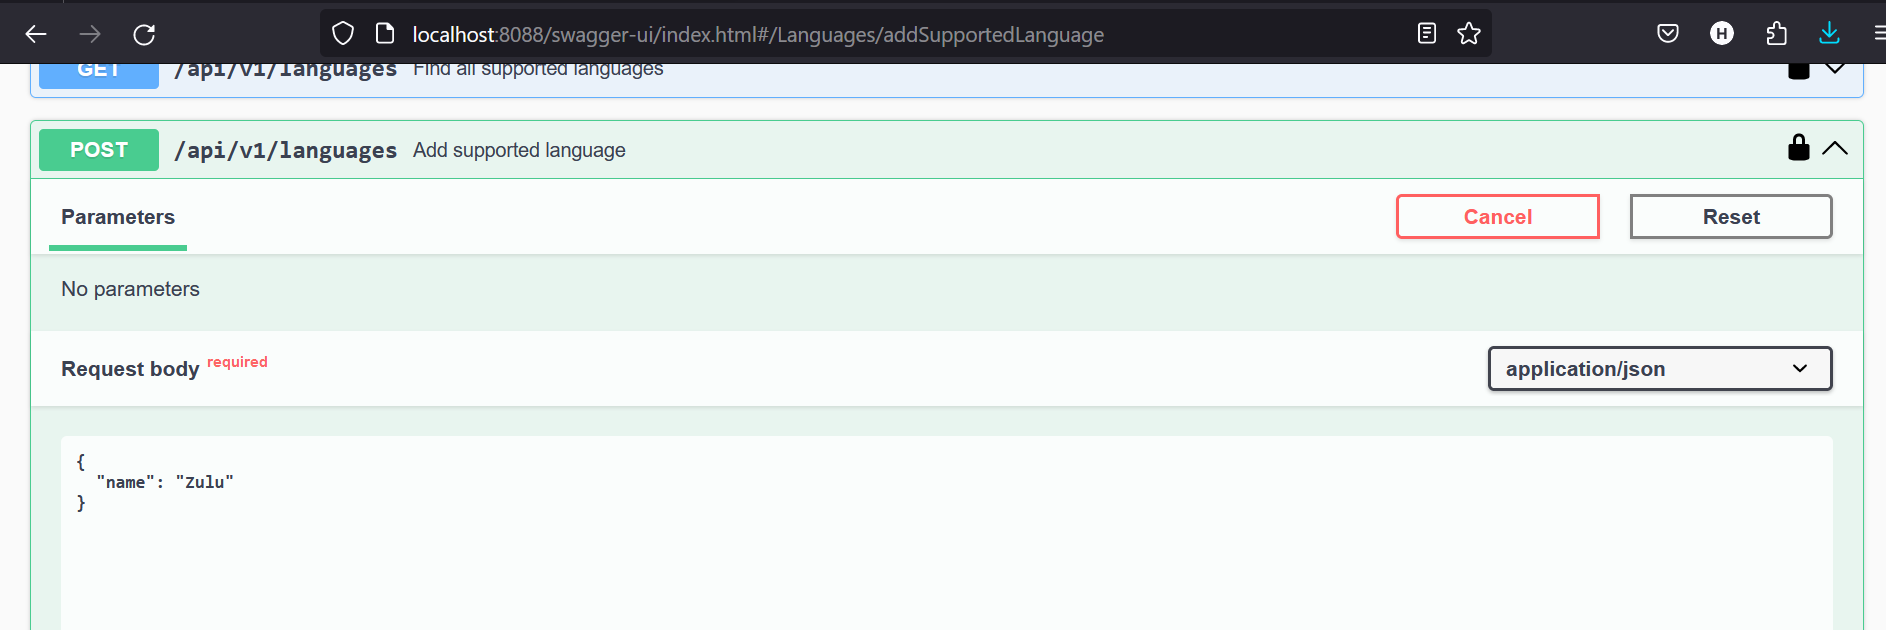 localhost:8088/swagger-ui/index.html#/Languages/addSupportedLanguage
H
GET /api/v1/languages Find all supported languages
POST /api/v1/languages Add supported language
Parameters
Cancel
Reset
No parameters
Request body required
application/json
{
"name": "Zulu"
}